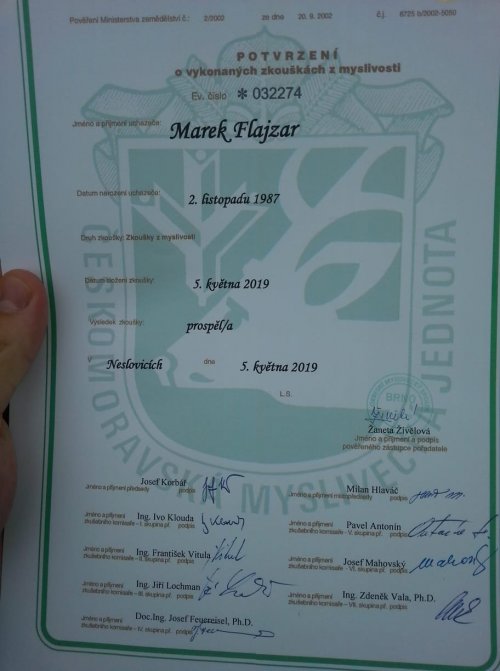 Pověření Ministerstva zemědělství č.: 2/2002 ze dne 20. 9. 2002 č.j. 6725 b/2002-5050
POTVRZENÍ
o vykonaných zkouškách z myslivosti
Ev. číslo * 032274
Jméno a příjmení uchazeče: Marek Flajzar
Datum narození uchazeče: 2. listopadu 1987
Druh zkoušky: Zkoušky z myslivosti
Datum složení zkoušky: 5. května 2019
Výsledek zkoušky: prospěl/a
V Neslovicích dne 5. května 2019
L.S.
ČESKOMORAVSKÁ MYSLIVECKÁ JEDNOTA
BRNO
Žaneta Živělová
Jméno a příjmení a podpis
pověřeného zástupce pořadatele
Josef Korbař
Jméno a příjmení předsedy podpis
Milan Hlaváč
Jméno a příjmení místopředsedy podpis
Jméno a příjmení Ing. Ivo Klouda
zkušebního komisaře – I. skupina př. podpis
Jméno a příjmení Pavel Antonín
zkušebního komisaře – V. skupina př. podpis
Jméno a příjmení Ing. František Vitula
zkušebního komisaře – II. skupina př. podpis
Jméno a příjmení Josef Mahovský
zkušebního komisaře – VI. skupina př. podpis
Jméno a příjmení Ing. Jiří Lochman
zkušebního komisaře – III. skupina př. podpis
Jméno a příjmení Ing. Zdeněk Vala, Ph.D.
zkušebního komisaře – VII. skupina př. podpis
Jméno a příjmení Doc.Ing. Josef Feuereisel, Ph.D.
zkušebního komisaře – IV. skupina př. podpis